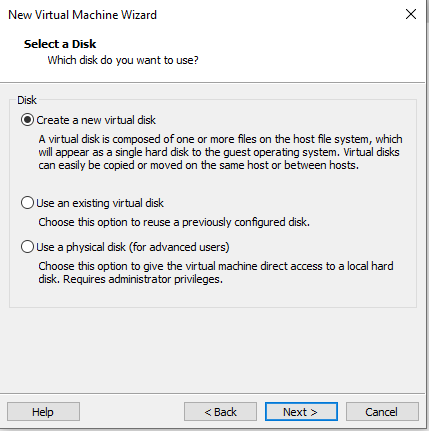 New Virtual Machine Wizard
Select a Disk
Which disk do you want to use?
Disk
Create a new virtual disk
A virtual disk is composed of one or more files on the host file system, which
will appear as a single hard disk to the guest operating system. Virtual disks
can easily be copied or moved on the same host or between hosts.
Use an existing virtual disk
Choose this option to reuse a previously configured disk.
Use a physical disk (for advanced users)
Choose this option to give the virtual machine direct access to a local hard
disk. Requires administrator privileges.
Help
< Back
Next >
Cancel